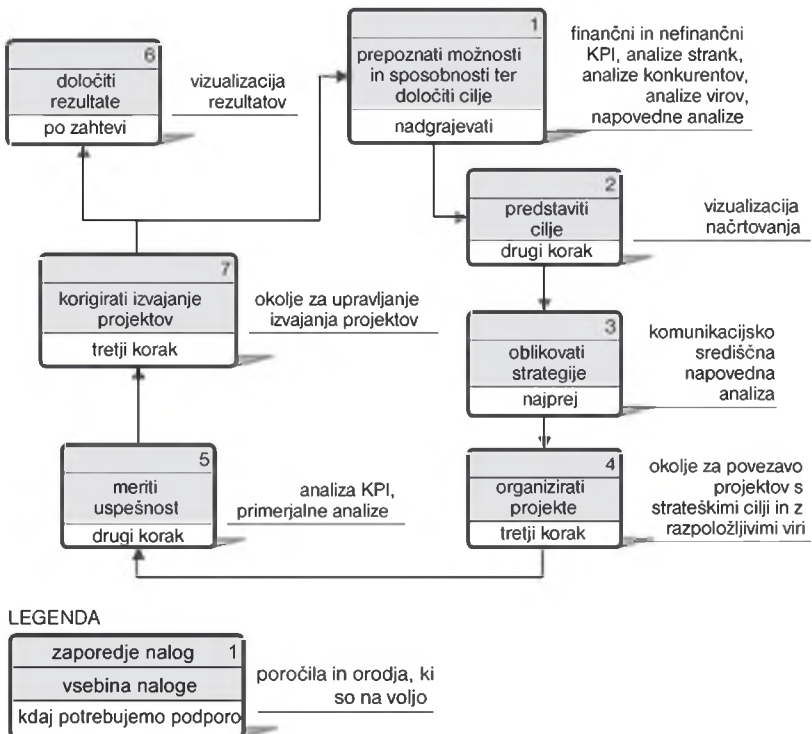 6
določiti
rezultate
po zahtevi
vizualizacija
rezultatov
1
prepoznati možnosti
in sposobnosti ter
določiti cilje
nadgrajevati
finančni in nefinančni
KPI, analize strank,
analize konkurentov,
analize virov,
napovedne analize
2
predstaviti
cilje
drugi korak
vizualizacija
načrtovanja
7
korigirati izvajanje
projektov
tretji korak
okolje za upravljanje
izvajanja projektov
3
oblikovati
strategije
najprej
komunikacijsko
središčna
napovedna
analiza
5
meriti
uspešnost
drugi korak
analiza KPI,
primerjalne analize
4
organizirati
projekte
tretji korak
okolje za povezavo
projektov s
strateškimi cilji in z
razpoložljivimi viri
LEGENDA
zaporedje nalog 1
vsebina naloge
kdaj potrebujemo podporo
poročila in orodja, ki
so na voljo